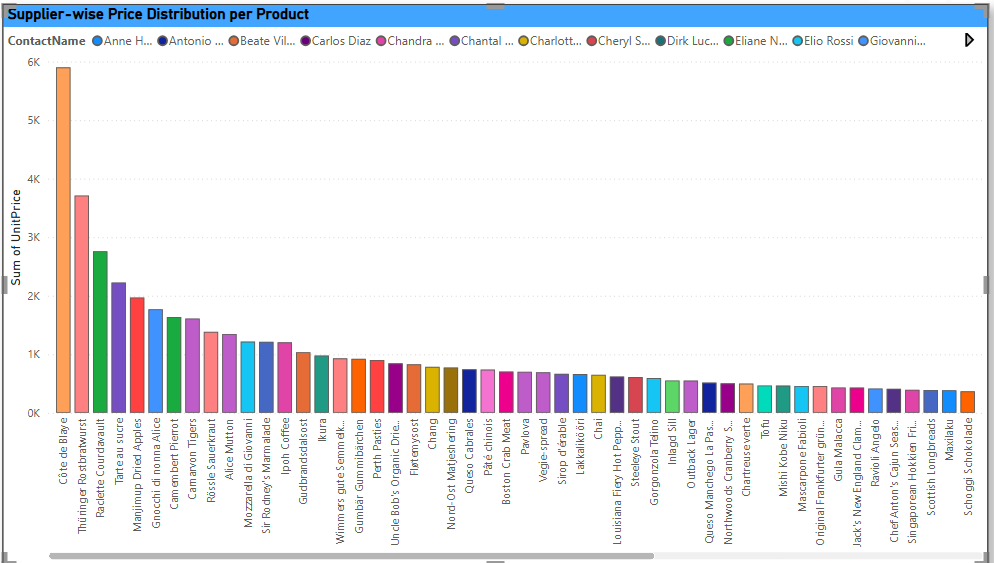 Supplier-wise Price Distribution per Product
ContactName Anne H... Antonio ... Beate Vil... Carlos Diaz Chandra ... Chantal ... Charlott... Cheryl S... Dirk Luc... Eliane N... Elio Rossi Giovanni...
Sum of UnitPrice
6K
5K
4K
3K
2K
1K
0K
Côte de Blaye
Thüringer Rostbratwurst
Raclette Courdavault
Tarte au sucre
Manjimup Dried Apples
Gnocchi di nonna Alice
Camembert Pierrot
Carnarvon Tigers
Rössle Sauerkraut
Alice Mutton
Mozzarella di Giovanni
Sir Rodney's Marmalade
Ipoh Coffee
Gudbrandsdalsost
Ikura
Wimmers gute Semmelk...
Gumbär Gummibärchen
Perth Pasties
Uncle Bob's Organic Drie...
Fløtemysost
Chang
Nord-Ost Matjeshering
Queso Cabrales
Pâté chinois
Boston Crab Meat
Pavlova
Vegie-spread
Sirop d'érable
Lakkalikööri
Chai
Louisiana Fiery Hot Pepp...
Steeleye Stout
Gorgonzola Telino
Inlagd Sill
Outback Lager
Queso Manchego La Pas...
Northwoods Cranberry S...
Chartreuse verte
Tofu
Mishi Kobe Niku
Mascarpone Fabioli
Original Frankfurter grün...
Gula Malacca
Jack's New England Clam...
Ravioli Angelo
Chef Anton's Cajun Seas...
Singaporean Hokkien Fri...
Scottish Longbreads
Maxilaku
Schoggi Schokolade